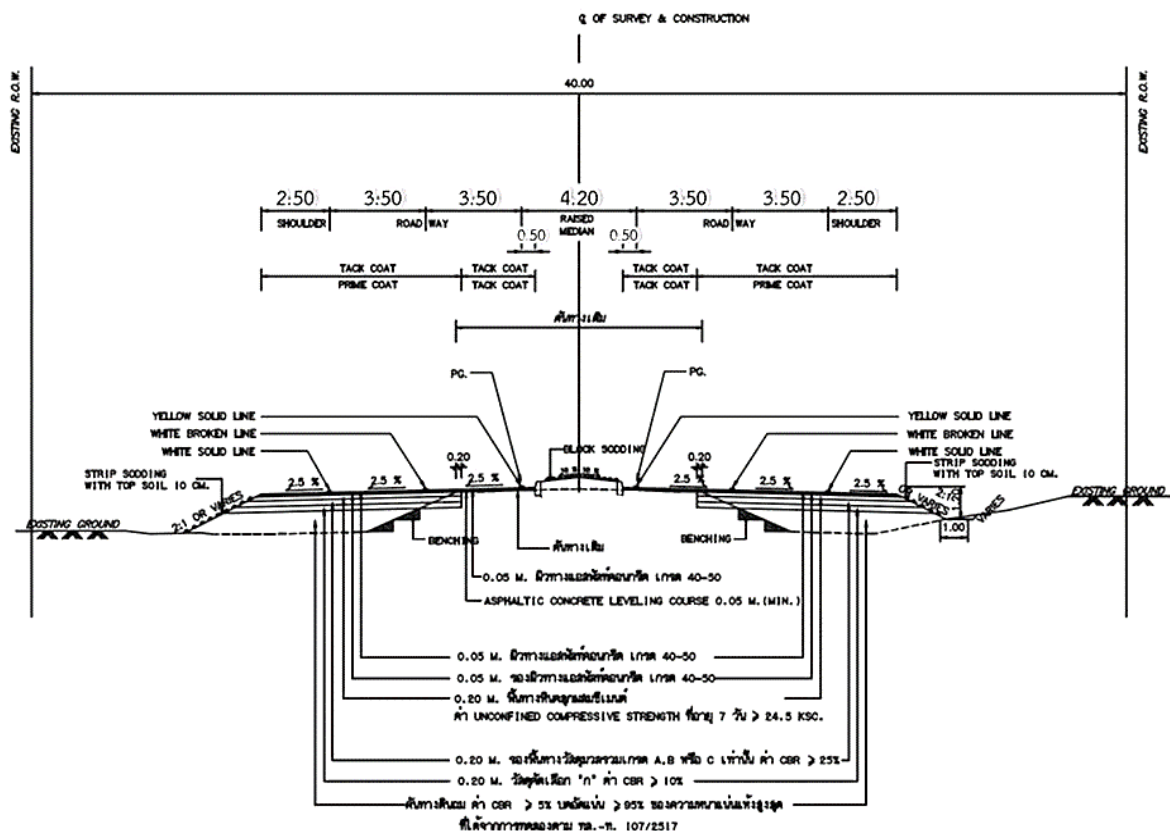 ℄ OF SURVEY & CONSTRUCTION
EXISTING R.O.W.
40.00
EXISTING R.O.W.
2:50 3:50 3:50 4:20 3:50 3:50 2:50
SHOULDER ROAD WAY RAISED MEDIAN ROAD WAY SHOULDER
0.50 0.50
TACK COAT TACK COAT TACK COAT TACK COAT
PRIME COAT TACK COAT TACK COAT PRIME COAT
คันทางเดิม
PG. PG.
YELLOW SOLID LINE YELLOW SOLID LINE
WHITE BROKEN LINE 0.20 BLOCK SODDING 0.20 WHITE BROKEN LINE
WHITE SOLID LINE WHITE SOLID LINE
STRIP SODDING
WITH TOP SOIL 10 CM.
STRIP SODDING
WITH TOP SOIL 10 CM.
2.5 % 2.5 % 2.5 % 2.5 % 2.5 % 2.5 %
2:1 OR VARIES
OR VARIES
VARIES
EXISTING GROUND EXISTING GROUND
1.00
BENCHING BENCHING
คันทางเดิม
0.05 M. ผิวทางแอสฟัลท์คอนกรีต เกรด 40-50
ASPHALTIC CONCRETE LEVELING COURSE 0.05 M.(MIN.)
0.05 M. ผิวทางแอสฟัลท์คอนกรีต เกรด 40-50
0.05 M. รองผิวทางแอสฟัลท์คอนกรีต เกรด 40-50
0.20 M. พื้นทางหินคลุกผสมซีเมนต์
ค่า UNCONFINED COMPRESSIVE STRENGTH ที่อายุ 7 วัน ≥ 24.5 KSC.
0.20 M. รองพื้นทางวัสดุมวลรวมเกรด A,B หรือ C เท่านั้น ค่า CBR ≥ 25%
0.20 M. วัสดุคัดเลือก "ก" ค่า CBR ≥ 10%
คันทางดินถม ค่า CBR ≥ 5% บดอัดแน่น ≥ 95% ของความหนาแน่นแห้งสูงสุด
ที่ได้จากการทดลองตาม ทล.-ท. 107/2517